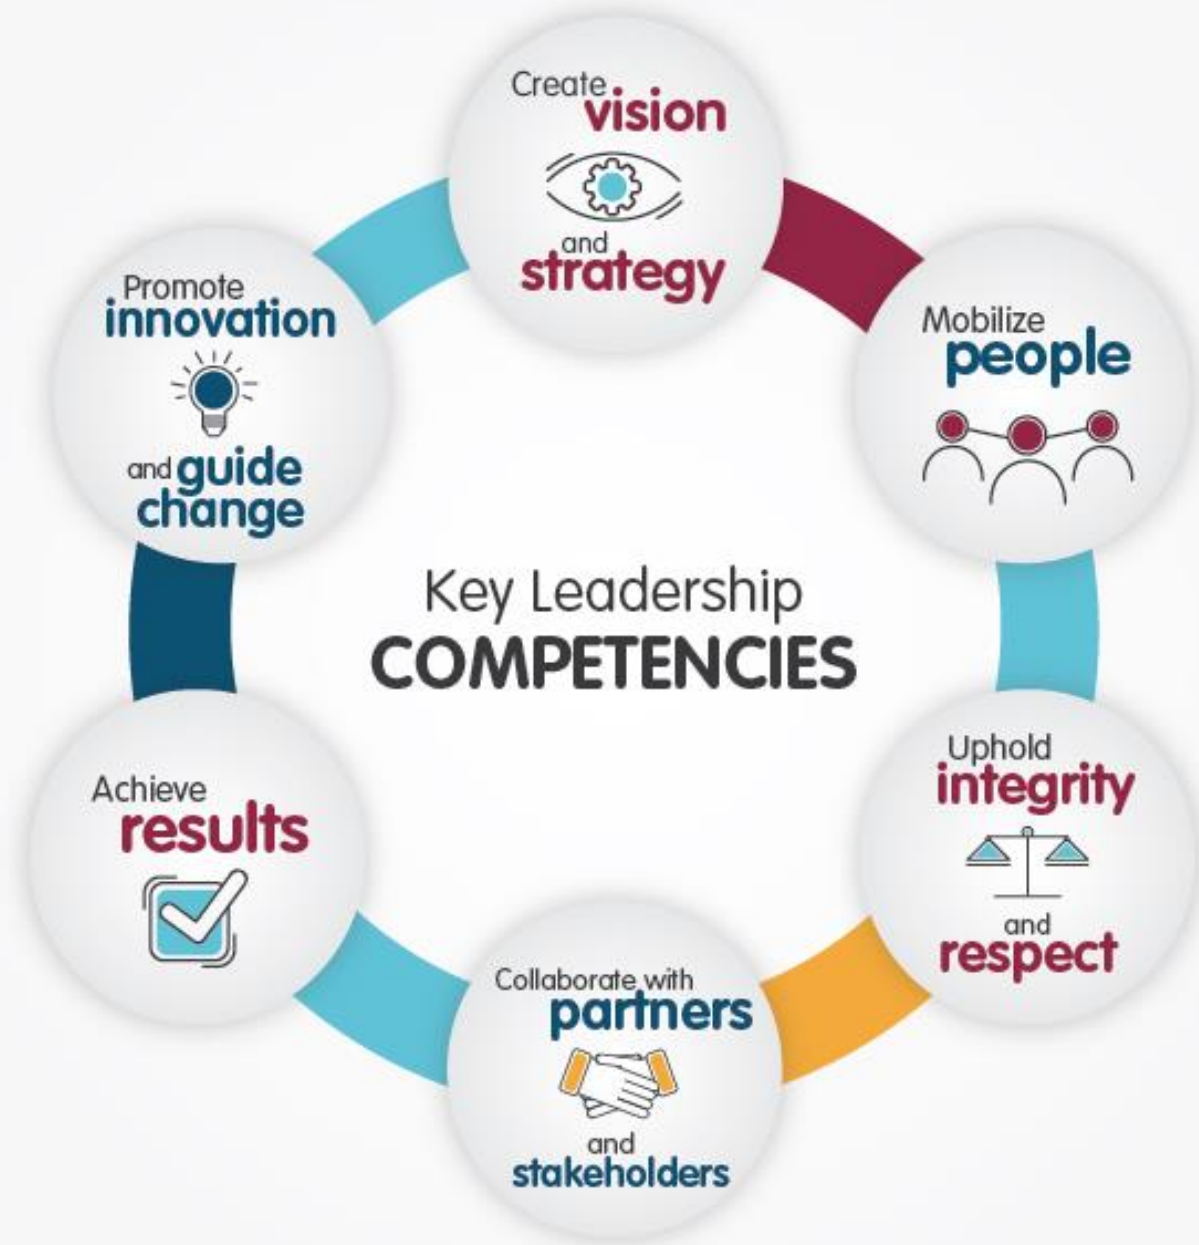 Create
vision
and
strategy
Mobilize
people
Uphold
integrity
and
respect
Collaborate with
partners
and
stakeholders
Achieve
results
Promote
innovation
and guide
change
Key Leadership
COMPETENCIES